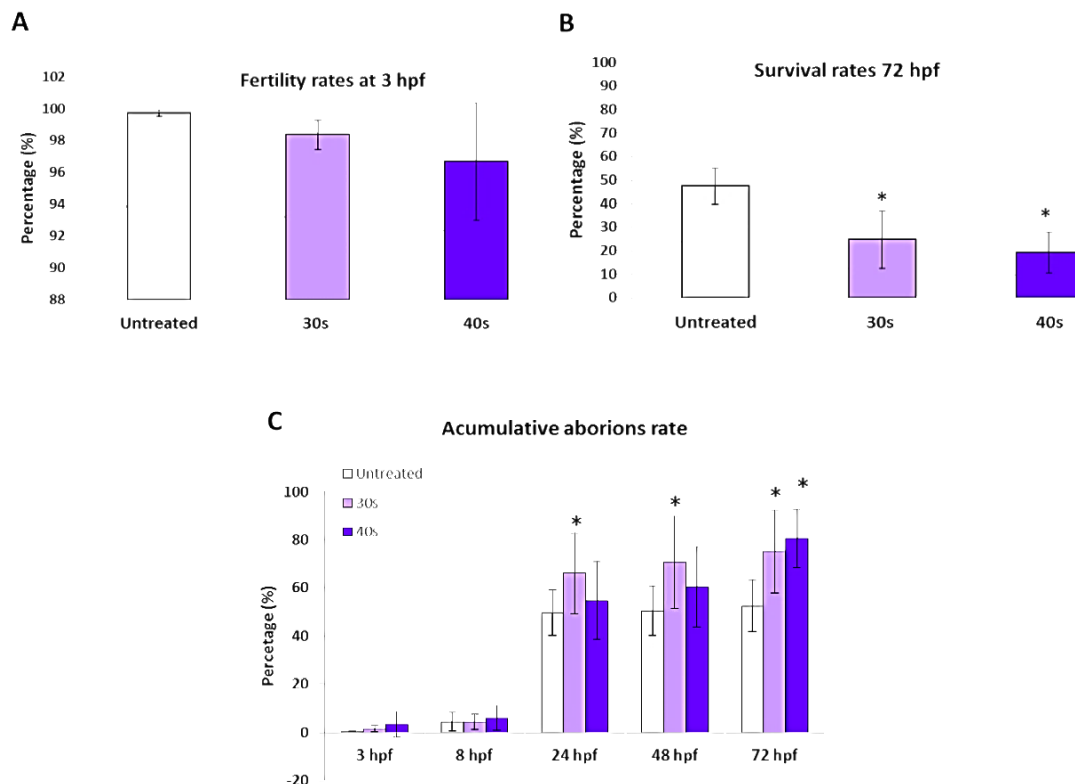 A
Fertility rates at 3 hpf
Percentage (%)
102
100
98
96
94
92
90
88
Untreated
30s
40s
B
Survival rates 72 hpf
Percentage (%)
100
90
80
70
60
50
40
30
20
10
0
*
*
Untreated
30s
40s
C
Acumulative aborions rate
Percetage (%)
Untreated
30s
40s
100
80
60
40
20
0
-20
*
*
*
*
3 hpf
8 hpf
24 hpf
48 hpf
72 hpf